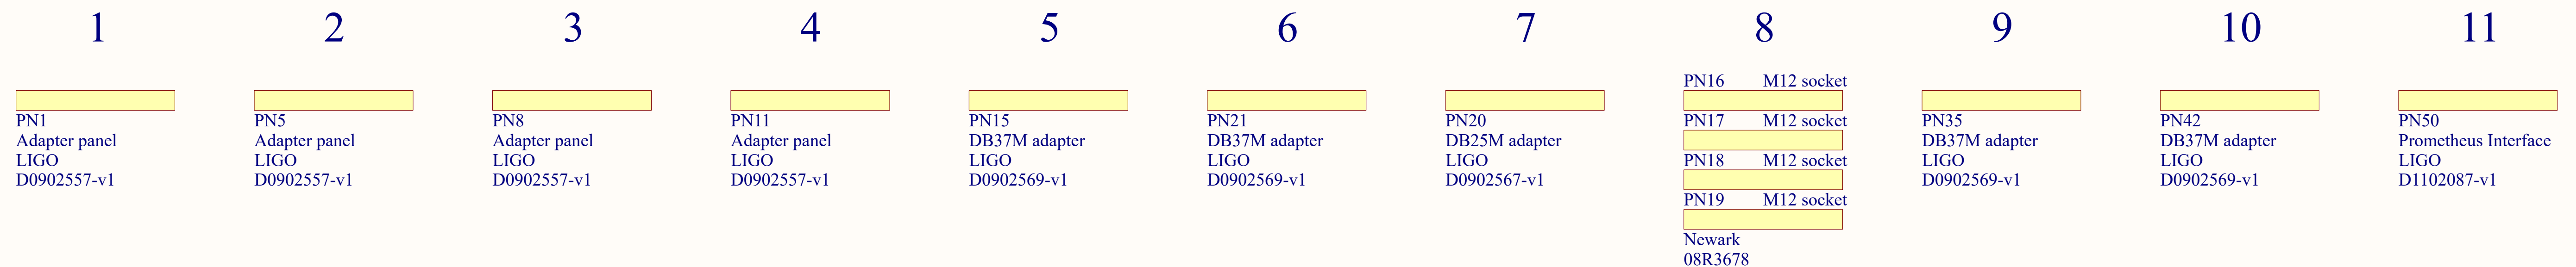 1 2 3 4 5 6 7 8 9 10 11
PN16 M12 socket
PN1 PN5 PN8 PN11 PN15 PN21 PN20 PN17 M12 socket PN35 PN42 PN50
Adapter panel Adapter panel Adapter panel Adapter panel DB37M adapter DB37M adapter DB25M adapter DB37M adapter DB37M adapter Prometheus Interface
LIGO LIGO LIGO LIGO LIGO LIGO LIGO PN18 M12 socket LIGO LIGO LIGO
D0902557-v1 D0902557-v1 D0902557-v1 D0902557-v1 D0902569-v1 D0902569-v1 D0902567-v1 D0902569-v1 D0902569-v1 D1102087-v1
PN19 M12 socket
Newark
08R3678